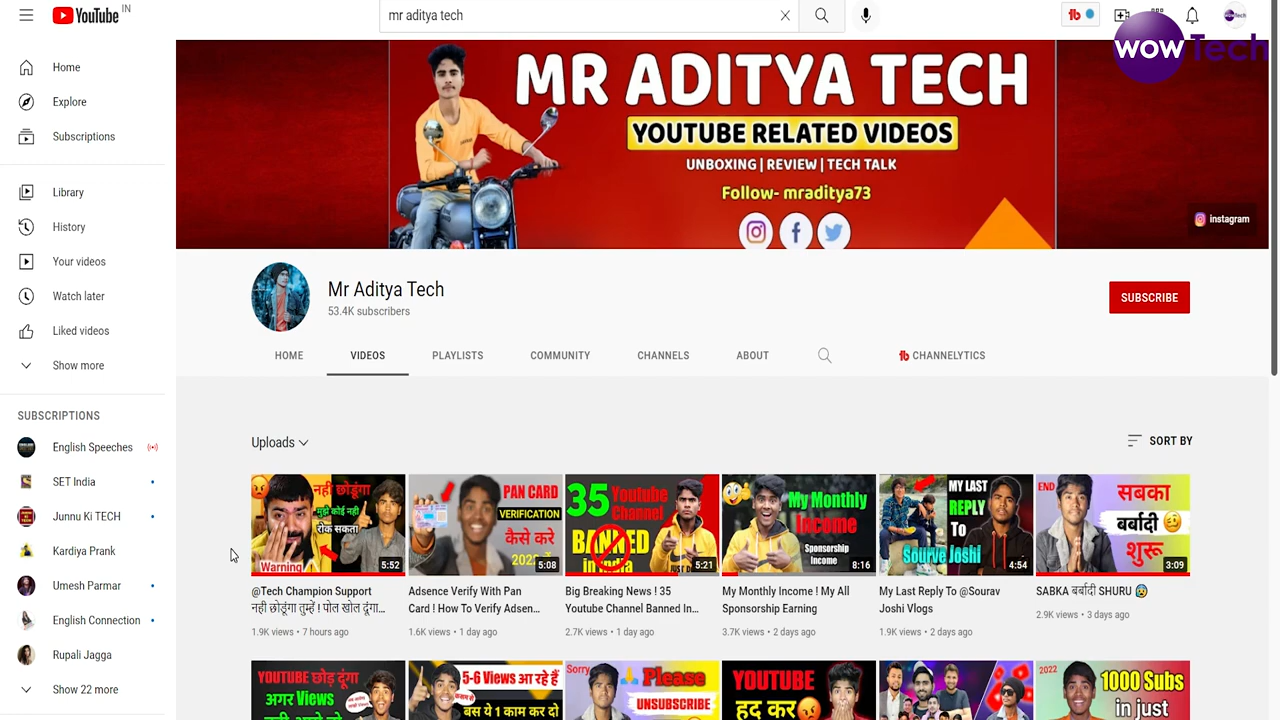 YouTube IN
mr aditya tech
wowTech
Home
Explore
Subscriptions
Library
History
Your videos
Watch later
Liked videos
Show more
SUBSCRIPTIONS
English Speeches
SET India
Junnu Ki TECH
Kardiya Prank
Umesh Parmar
English Connection
Rupali Jagga
Show 22 more
MR ADITYA TECH
YOUTUBE RELATED VIDEOS
UNBOXING | REVIEW | TECH TALK
Follow- mraditya73
instagram
Mr Aditya Tech
53.4K subscribers
SUBSCRIBE
HOME VIDEOS PLAYLISTS COMMUNITY CHANNELS ABOUT CHANNELYTICS
Uploads
SORT BY
नही छोडूंगा
मुझे कोई नही
रोक सकता
Warning
5:52
@Tech Champion Support
नही छोडूंगा तुम्हें ! पोल खोल दूंगा...
1.9K views • 7 hours ago
PAN CARD
VERIFICATION
कैसे करे
5:08
Adsence Verify With Pan
Card ! How To Verify Adsen...
1.6K views • 1 day ago
35 Youtube
Channel
BANNED
in India
5:21
Big Breaking News ! 35
Youtube Channel Banned In...
2.7K views • 1 day ago
My Monthly
Income
Sponsorship
Income
8:16
My Monthly Income ! My All
Sponsorship Earning
3.7K views • 2 days ago
MY LAST
REPLY
TO
Sourve Joshi
4:54
My Last Reply To @Sourav
Joshi Vlogs
1.9K views • 2 days ago
END
सबका
बर्बादी
शुरू
3:09
SABKA बर्बादी SHURU
2.9K views • 3 days ago
YOUTUBE छोड़ दूंगा
अगर Views
5-6 Views आ रहे हैं
बस ये 1 काम कर दो
Sorry
Please
UNSUBSCRIBE
YOUTUBE
हद कर
2022
1000 Subs
in just